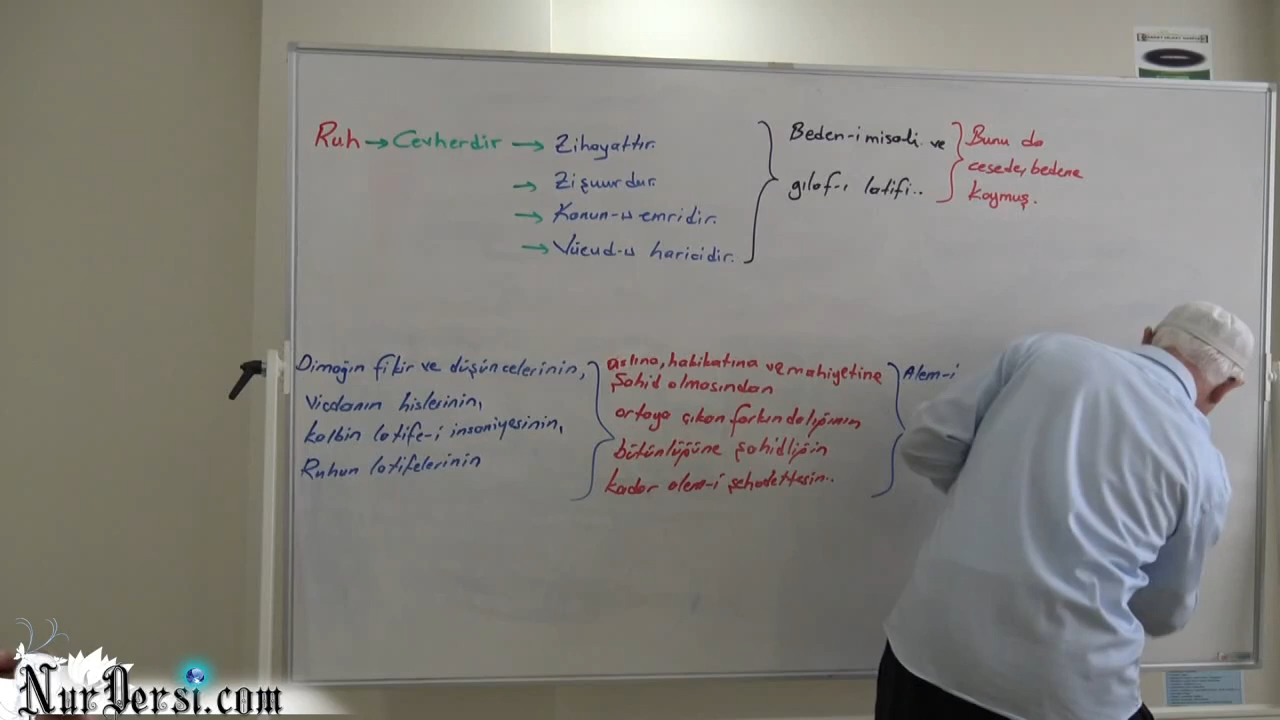 Ruh → Cevherdir → Zihayattır.
→ Zişuurdur.
→ Kanun-u emridir.
→ Vücud-u haricidir.
Beden-i misali ve
gılaf-ı latifi..
Bunu da
cesede, bedene
koymuş.
Dimağın fikir ve düşüncelerinin,
Vicdanın hislerinin,
kalbin latife-i insaniyesinin,
Ruhun latifelerinin
aslına, hakikatına ve mahiyetine
şahid olmasından
ortaya çıkan farkındalığının
bütünlüğüne şahidliğin
kadar alem-i şehadettesin..
Alem-i
NurDersi.com